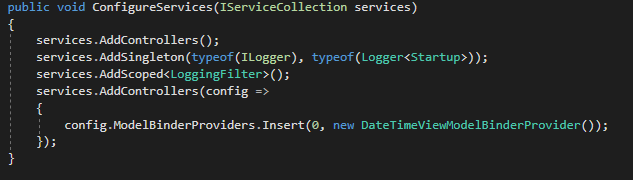 public void ConfigureServices(IServiceCollection services)
{
services.AddControllers();
services.AddSingleton(typeof(ILogger), typeof(Logger<Startup>));
services.AddScoped<LoggingFilter>();
services.AddControllers(config =>
{
config.ModelBinderProviders.Insert(0, new DateTimeViewModelBinderProvider());
});
}